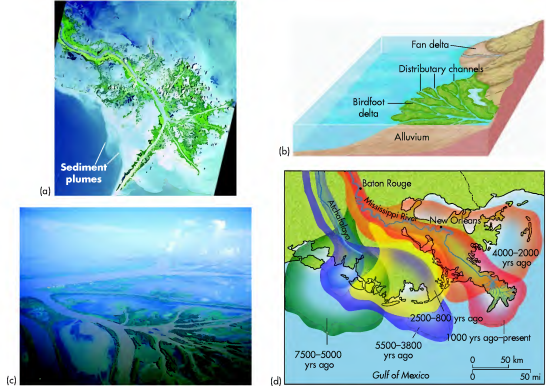 Sediment
plumes
(a)
Fan delta
Distributary channels
Birdfoot
delta
Alluvium
(b)
(c)
Baton Rouge
Mississippi River
New Orleans
Atchafalaya
4000–2000
yrs ago
2500–800 yrs ago
1000 yrs ago–present
5500–3800
yrs ago
7500–5000
yrs ago
Gulf of Mexico
0 50 km
0 50 mi
(d)